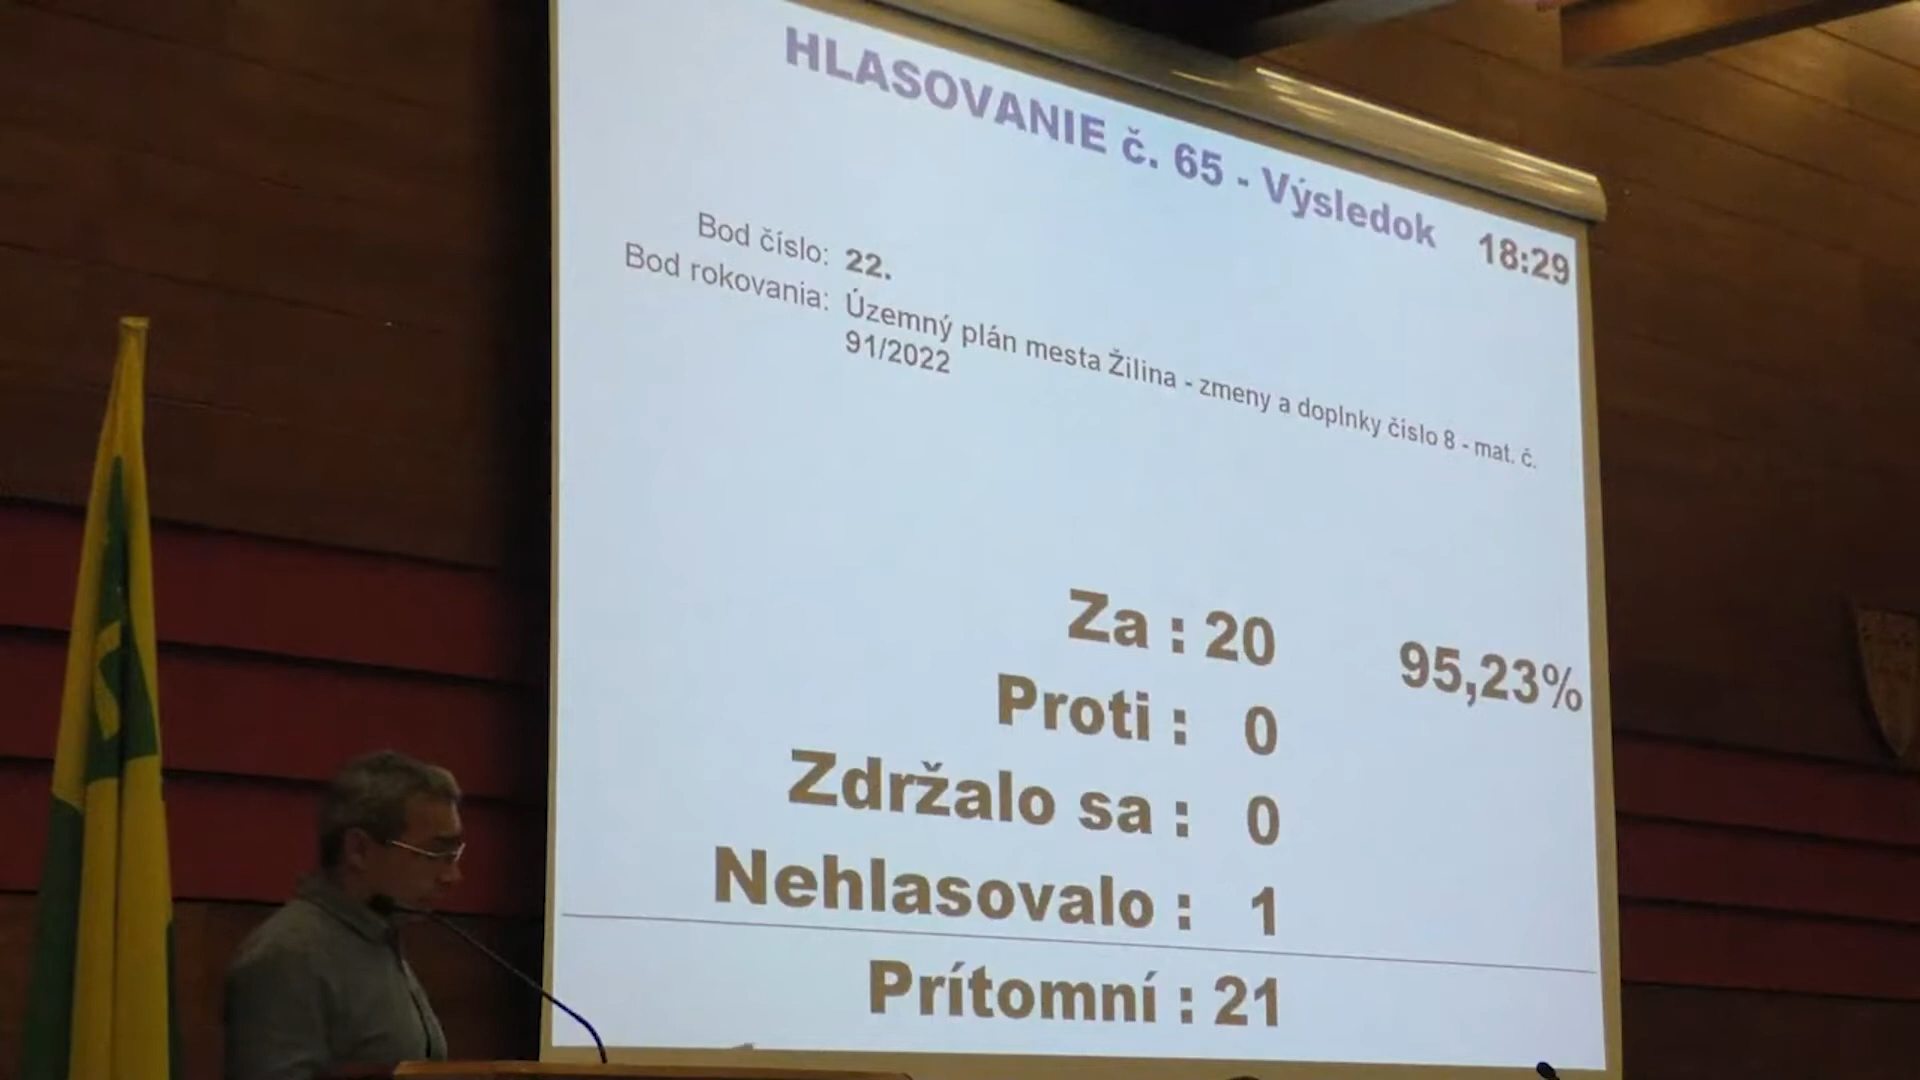 HLASOVANIE č. 65 - Výsledok 18:29
Bod číslo: 22.
Bod rokovania: Územný plán mesta Žilina - zmeny a doplnky číslo 8 - mat. č.
91/2022
Za : 20 95,23%
Proti : 0
Zdržalo sa : 0
Nehlasovalo : 1
Prítomní : 21